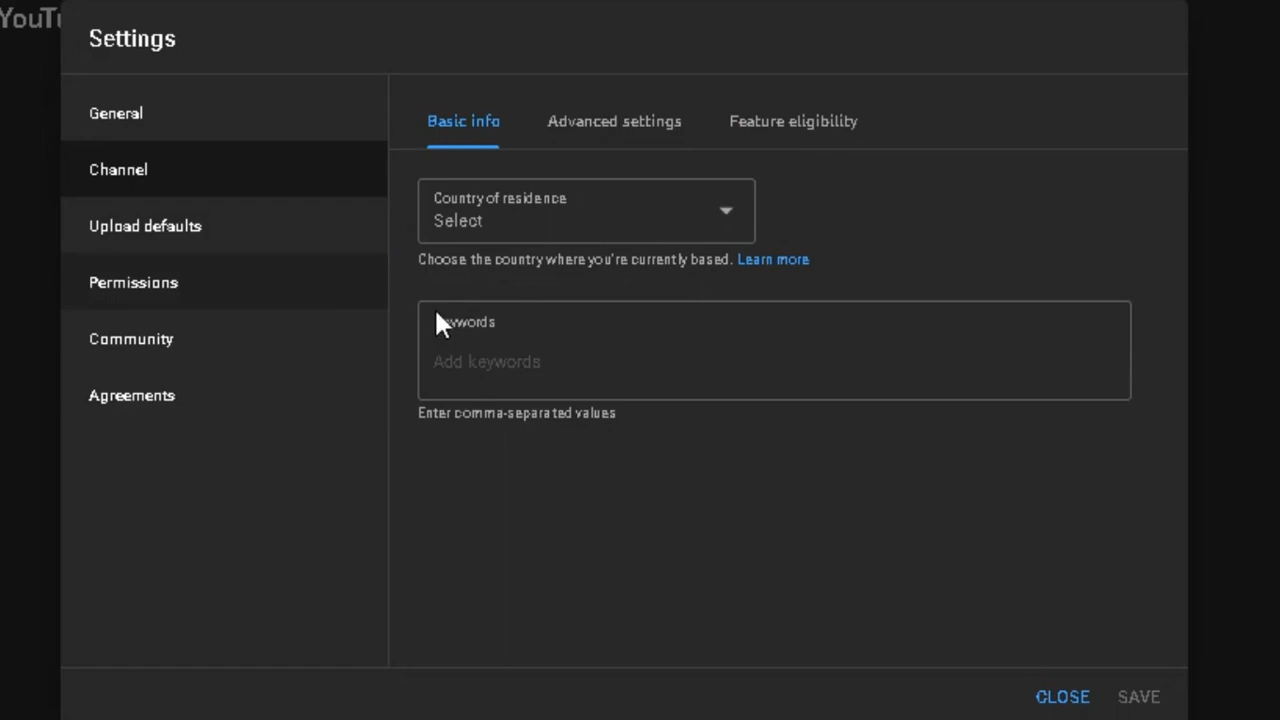 Settings
General
Channel
Upload defaults
Permissions
Community
Agreements
Basic info
Advanced settings
Feature eligibility
Country of residence
Select
Choose the country where you're currently based. Learn more
Add keywords
Enter comma-separated values
CLOSE
SAVE